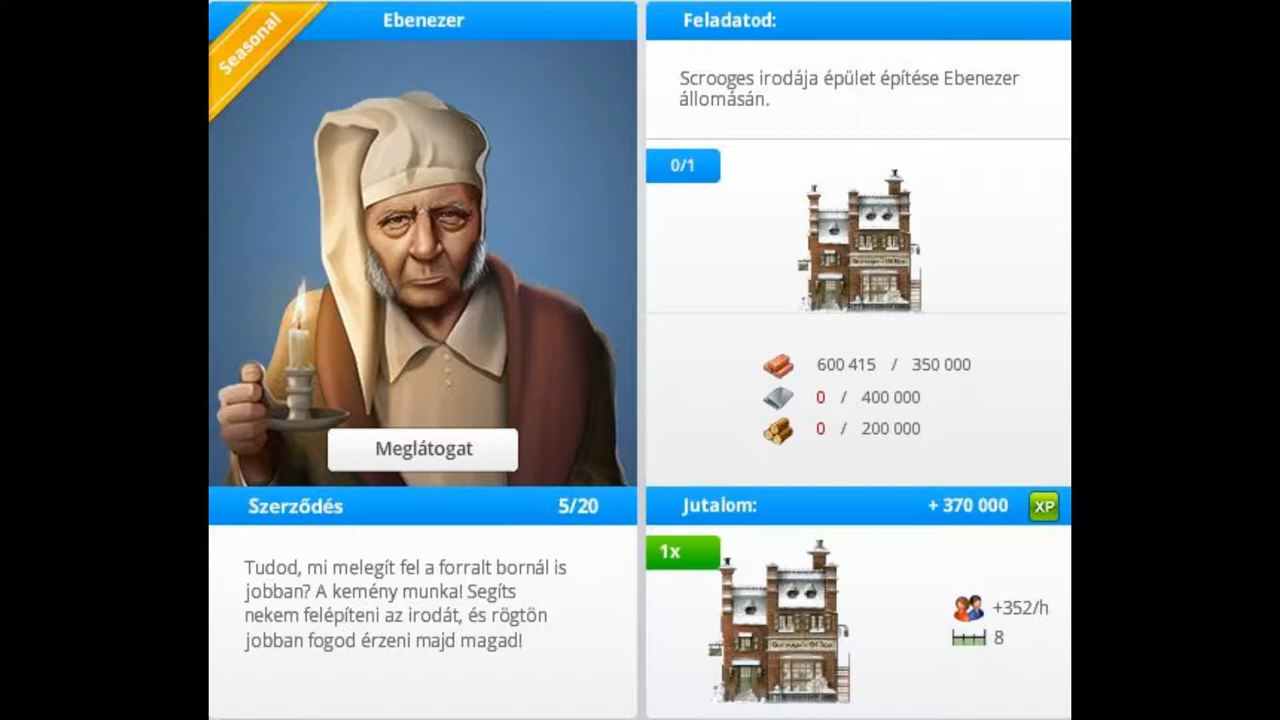 Seasonal
Ebenezer
Meglátogat
Szerződés 5/20
Tudod, mi melegít fel a forralt bornál is
jobban? A kemény munka! Segíts
nekem felépíteni az irodát, és rögtön
jobban fogod érzeni majd magad!
Feladatod:
Scrooges irodája épület építése Ebenezer
állomásán.
0/1
600 415 / 350 000
0 / 400 000
0 / 200 000
Jutalom: + 370 000 XP
1x
+352/h
8